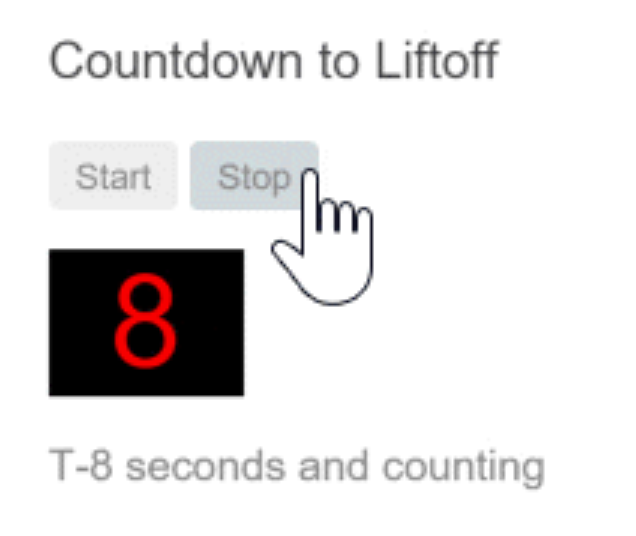 Countdown to Liftoff
Start Stop
8
T-8 seconds and counting